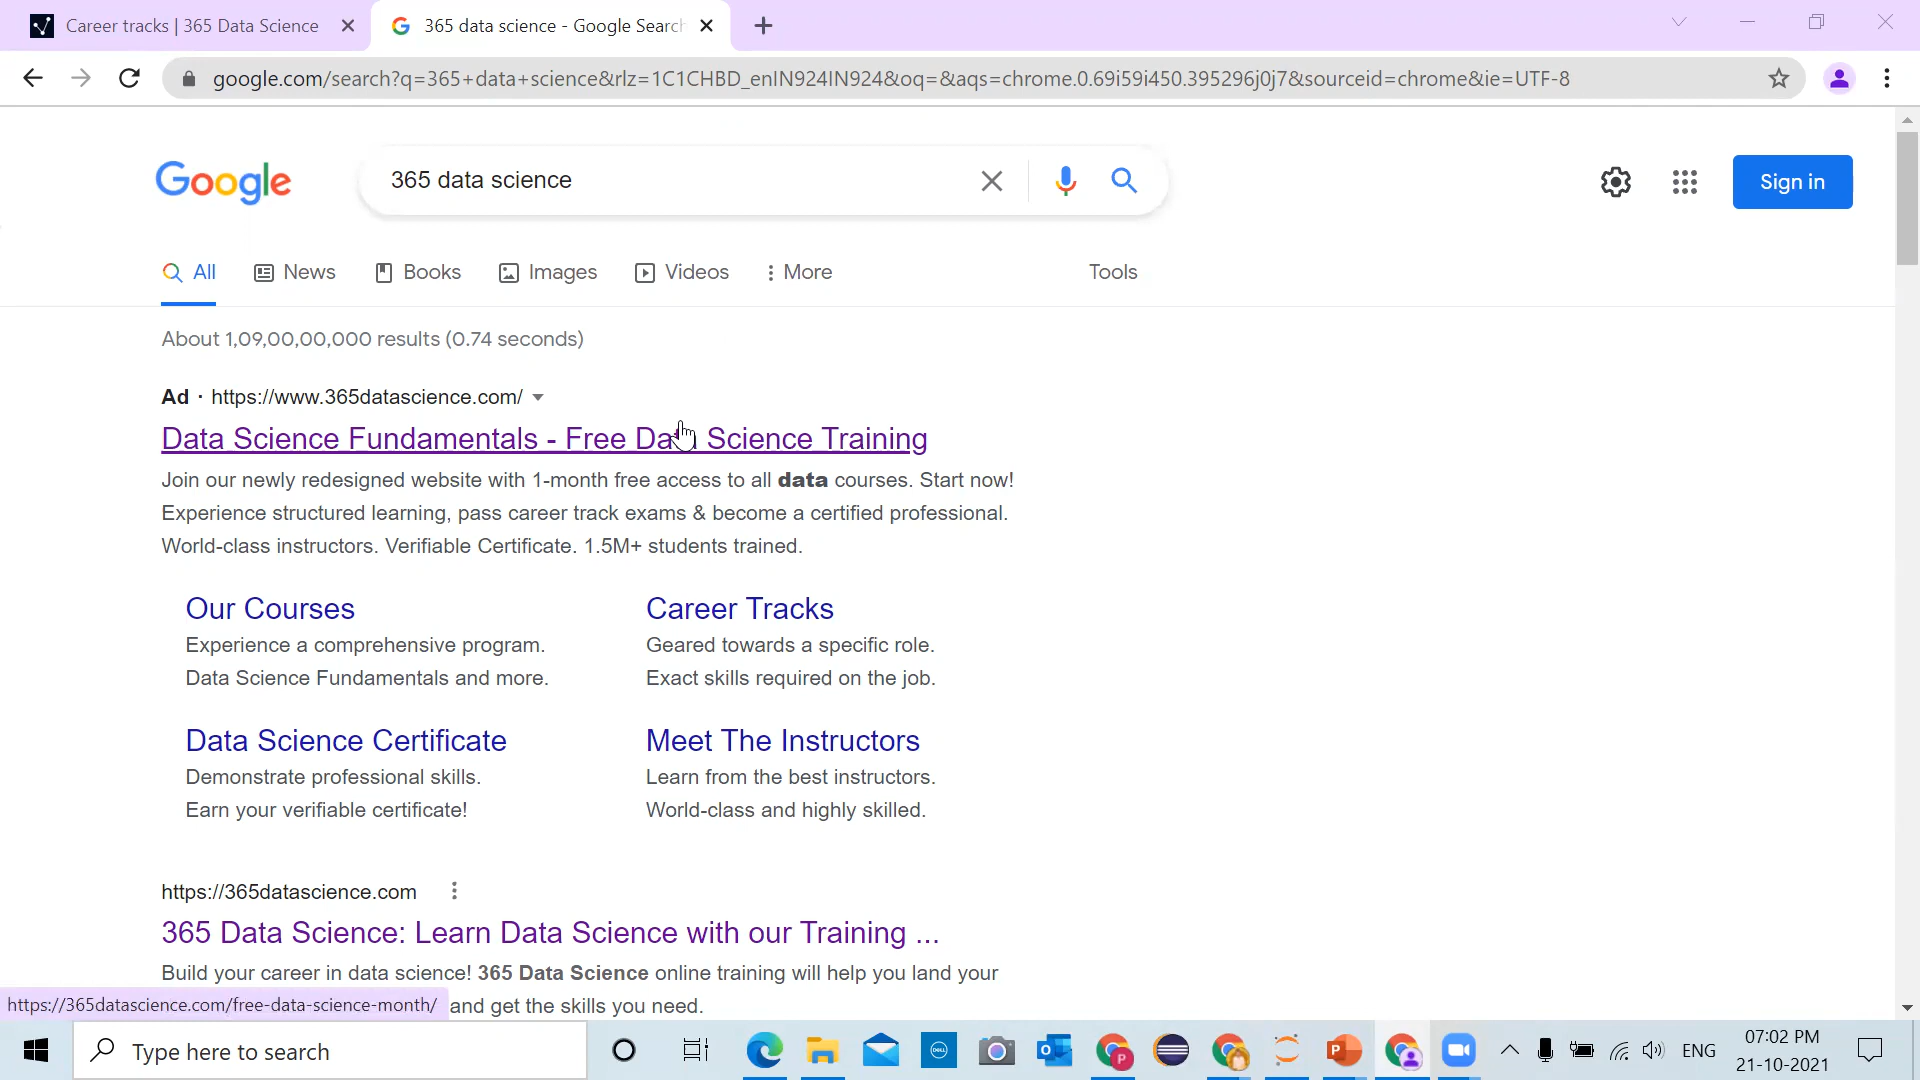 Career tracks | 365 Data Science
365 data science - Google Search
google.com/search?q=365+data+science&rlz=1C1CHBD_enIN924IN924&oq=&aqs=chrome.0.69i59i450.395296j0j7&sourceid=chrome&ie=UTF-8
Google
365 data science
Sign in
All News Books Images Videos More Tools
About 1,09,00,00,000 results (0.74 seconds)
Ad · https://www.365datascience.com/
Data Science Fundamentals - Free Data Science Training
Join our newly redesigned website with 1-month free access to all data courses. Start now!
Experience structured learning, pass career track exams & become a certified professional.
World-class instructors. Verifiable Certificate. 1.5M+ students trained.
Our Courses
Experience a comprehensive program.
Data Science Fundamentals and more.
Career Tracks
Geared towards a specific role.
Exact skills required on the job.
Data Science Certificate
Demonstrate professional skills.
Earn your verifiable certificate!
Meet The Instructors
Learn from the best instructors.
World-class and highly skilled.
https://365datascience.com
365 Data Science: Learn Data Science with our Training ...
Build your career in data science! 365 Data Science online training will help you land your
and get the skills you need.
https://365datascience.com/free-data-science-month/
Type here to search
DELL
P
P
ENG
07:02 PM
21-10-2021